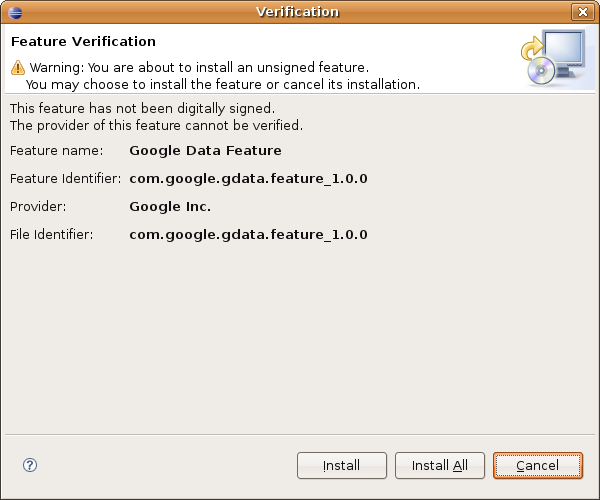 Verification
Feature Verification
Warning: You are about to install an unsigned feature.
You may choose to install the feature or cancel its installation.
This feature has not been digitally signed.
The provider of this feature cannot be verified.
Feature name: Google Data Feature
Feature Identifier: com.google.gdata.feature_1.0.0
Provider: Google Inc.
File Identifier: com.google.gdata.feature_1.0.0
? Install Install All Cancel